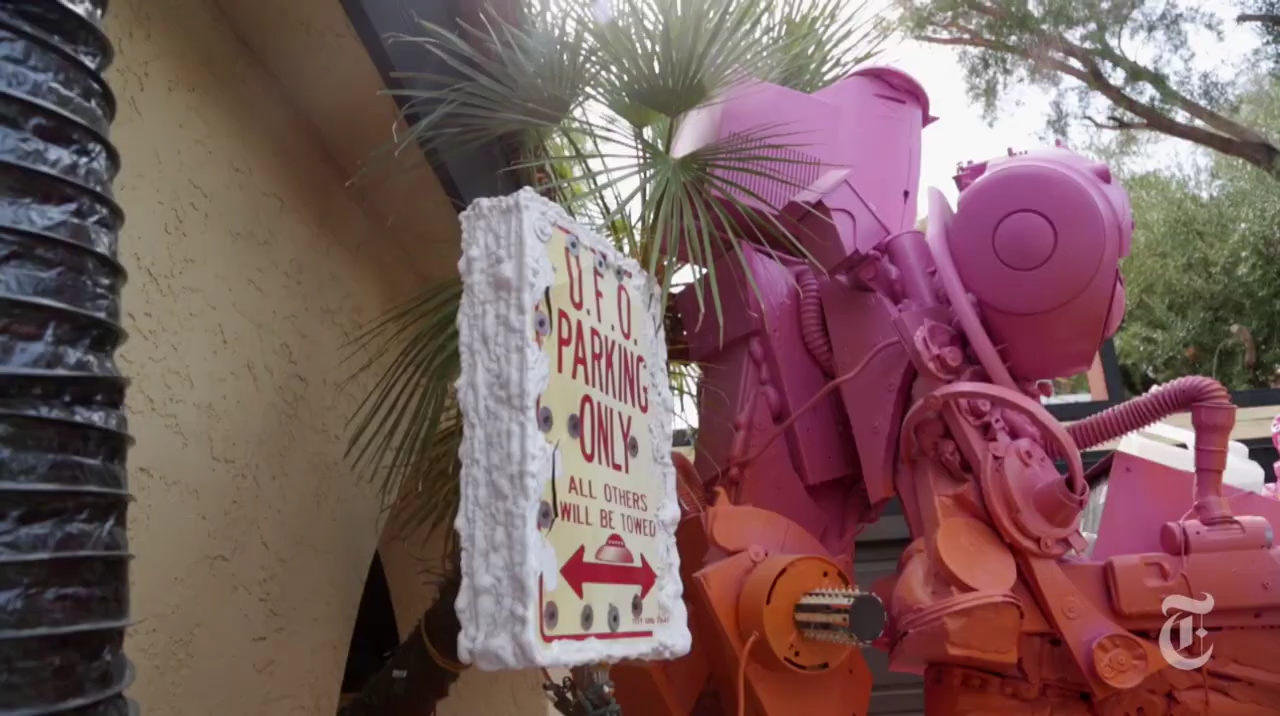 U.F.O.
PARKING
ONLY
ALL OTHERS
WILL BE TOWED
T